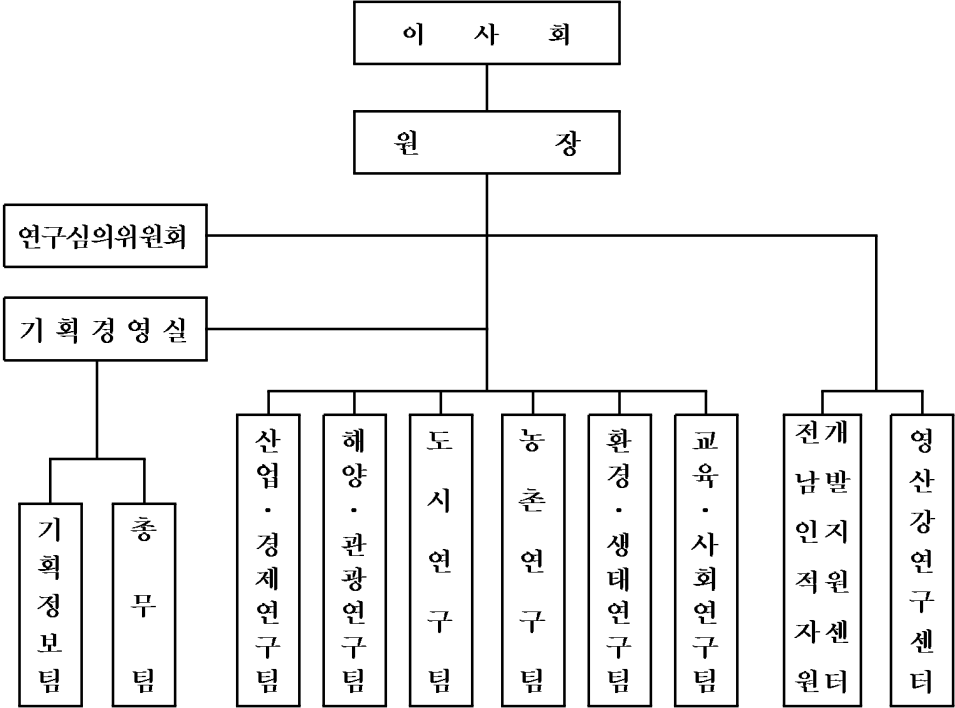 이 사 회
원 장
연구심의위원회
기 획 경 영 실
기획정보팀
총무팀
산업·경제연구팀
해양·관광연구팀
도시연구팀
농촌연구팀
환경·생태연구팀
교육·사회연구팀
전남인적자원
개발지원센터
영산강연구센터